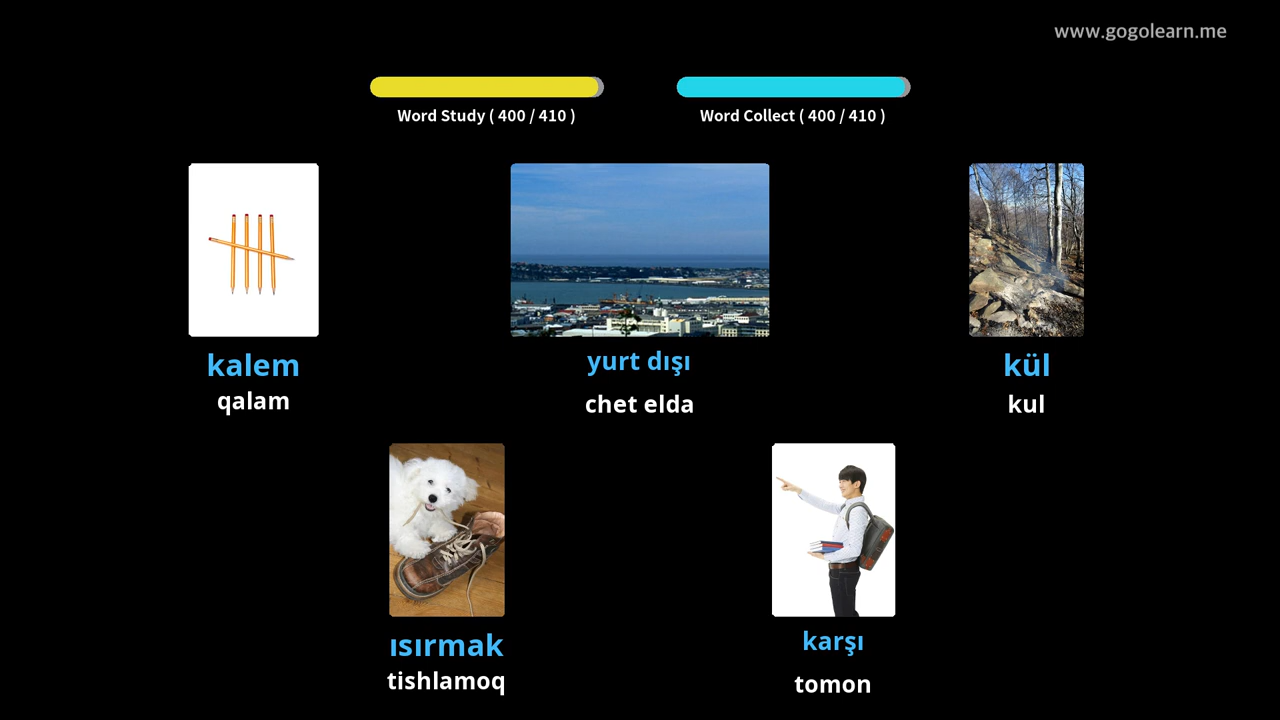 www.gogolearn.me
Word Study ( 400 / 410 )
Word Collect ( 400 / 410 )
kalem
qalam
yurt dışı
chet elda
kül
kul
ısırmak
tishlamoq
karşı
tomon